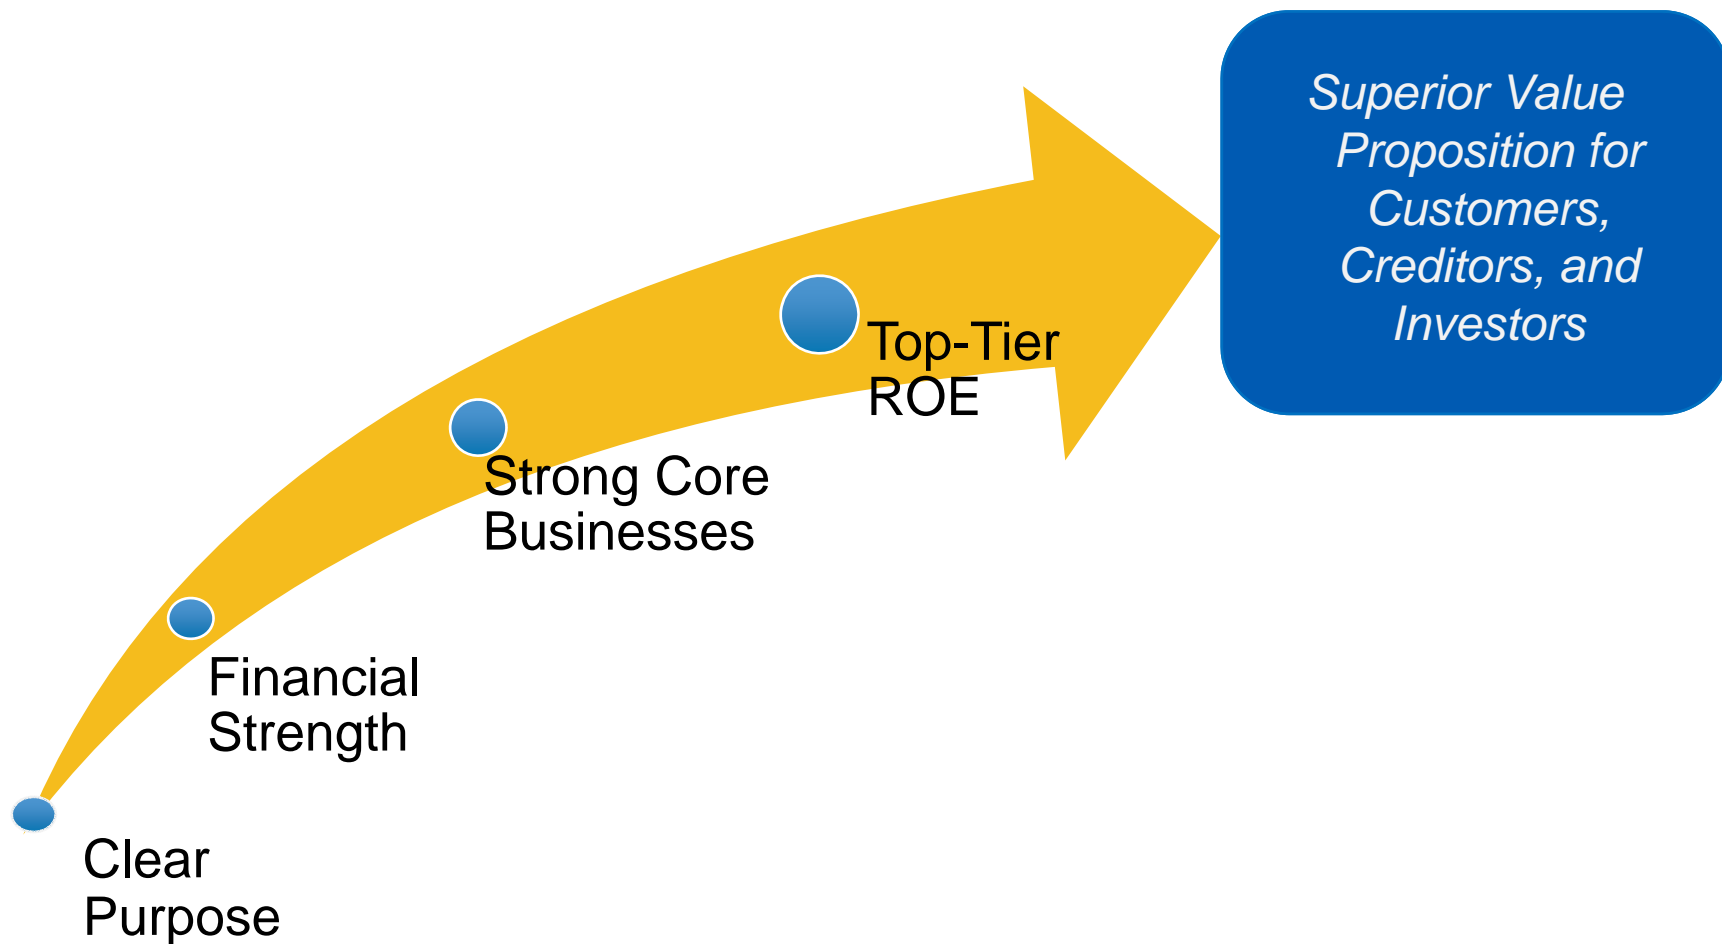 Superior Value
Proposition for
Customers,
Creditors, and
Investors
Top-Tier
ROE
Strong Core
Businesses
Financial
Strength
Clear
Purpose